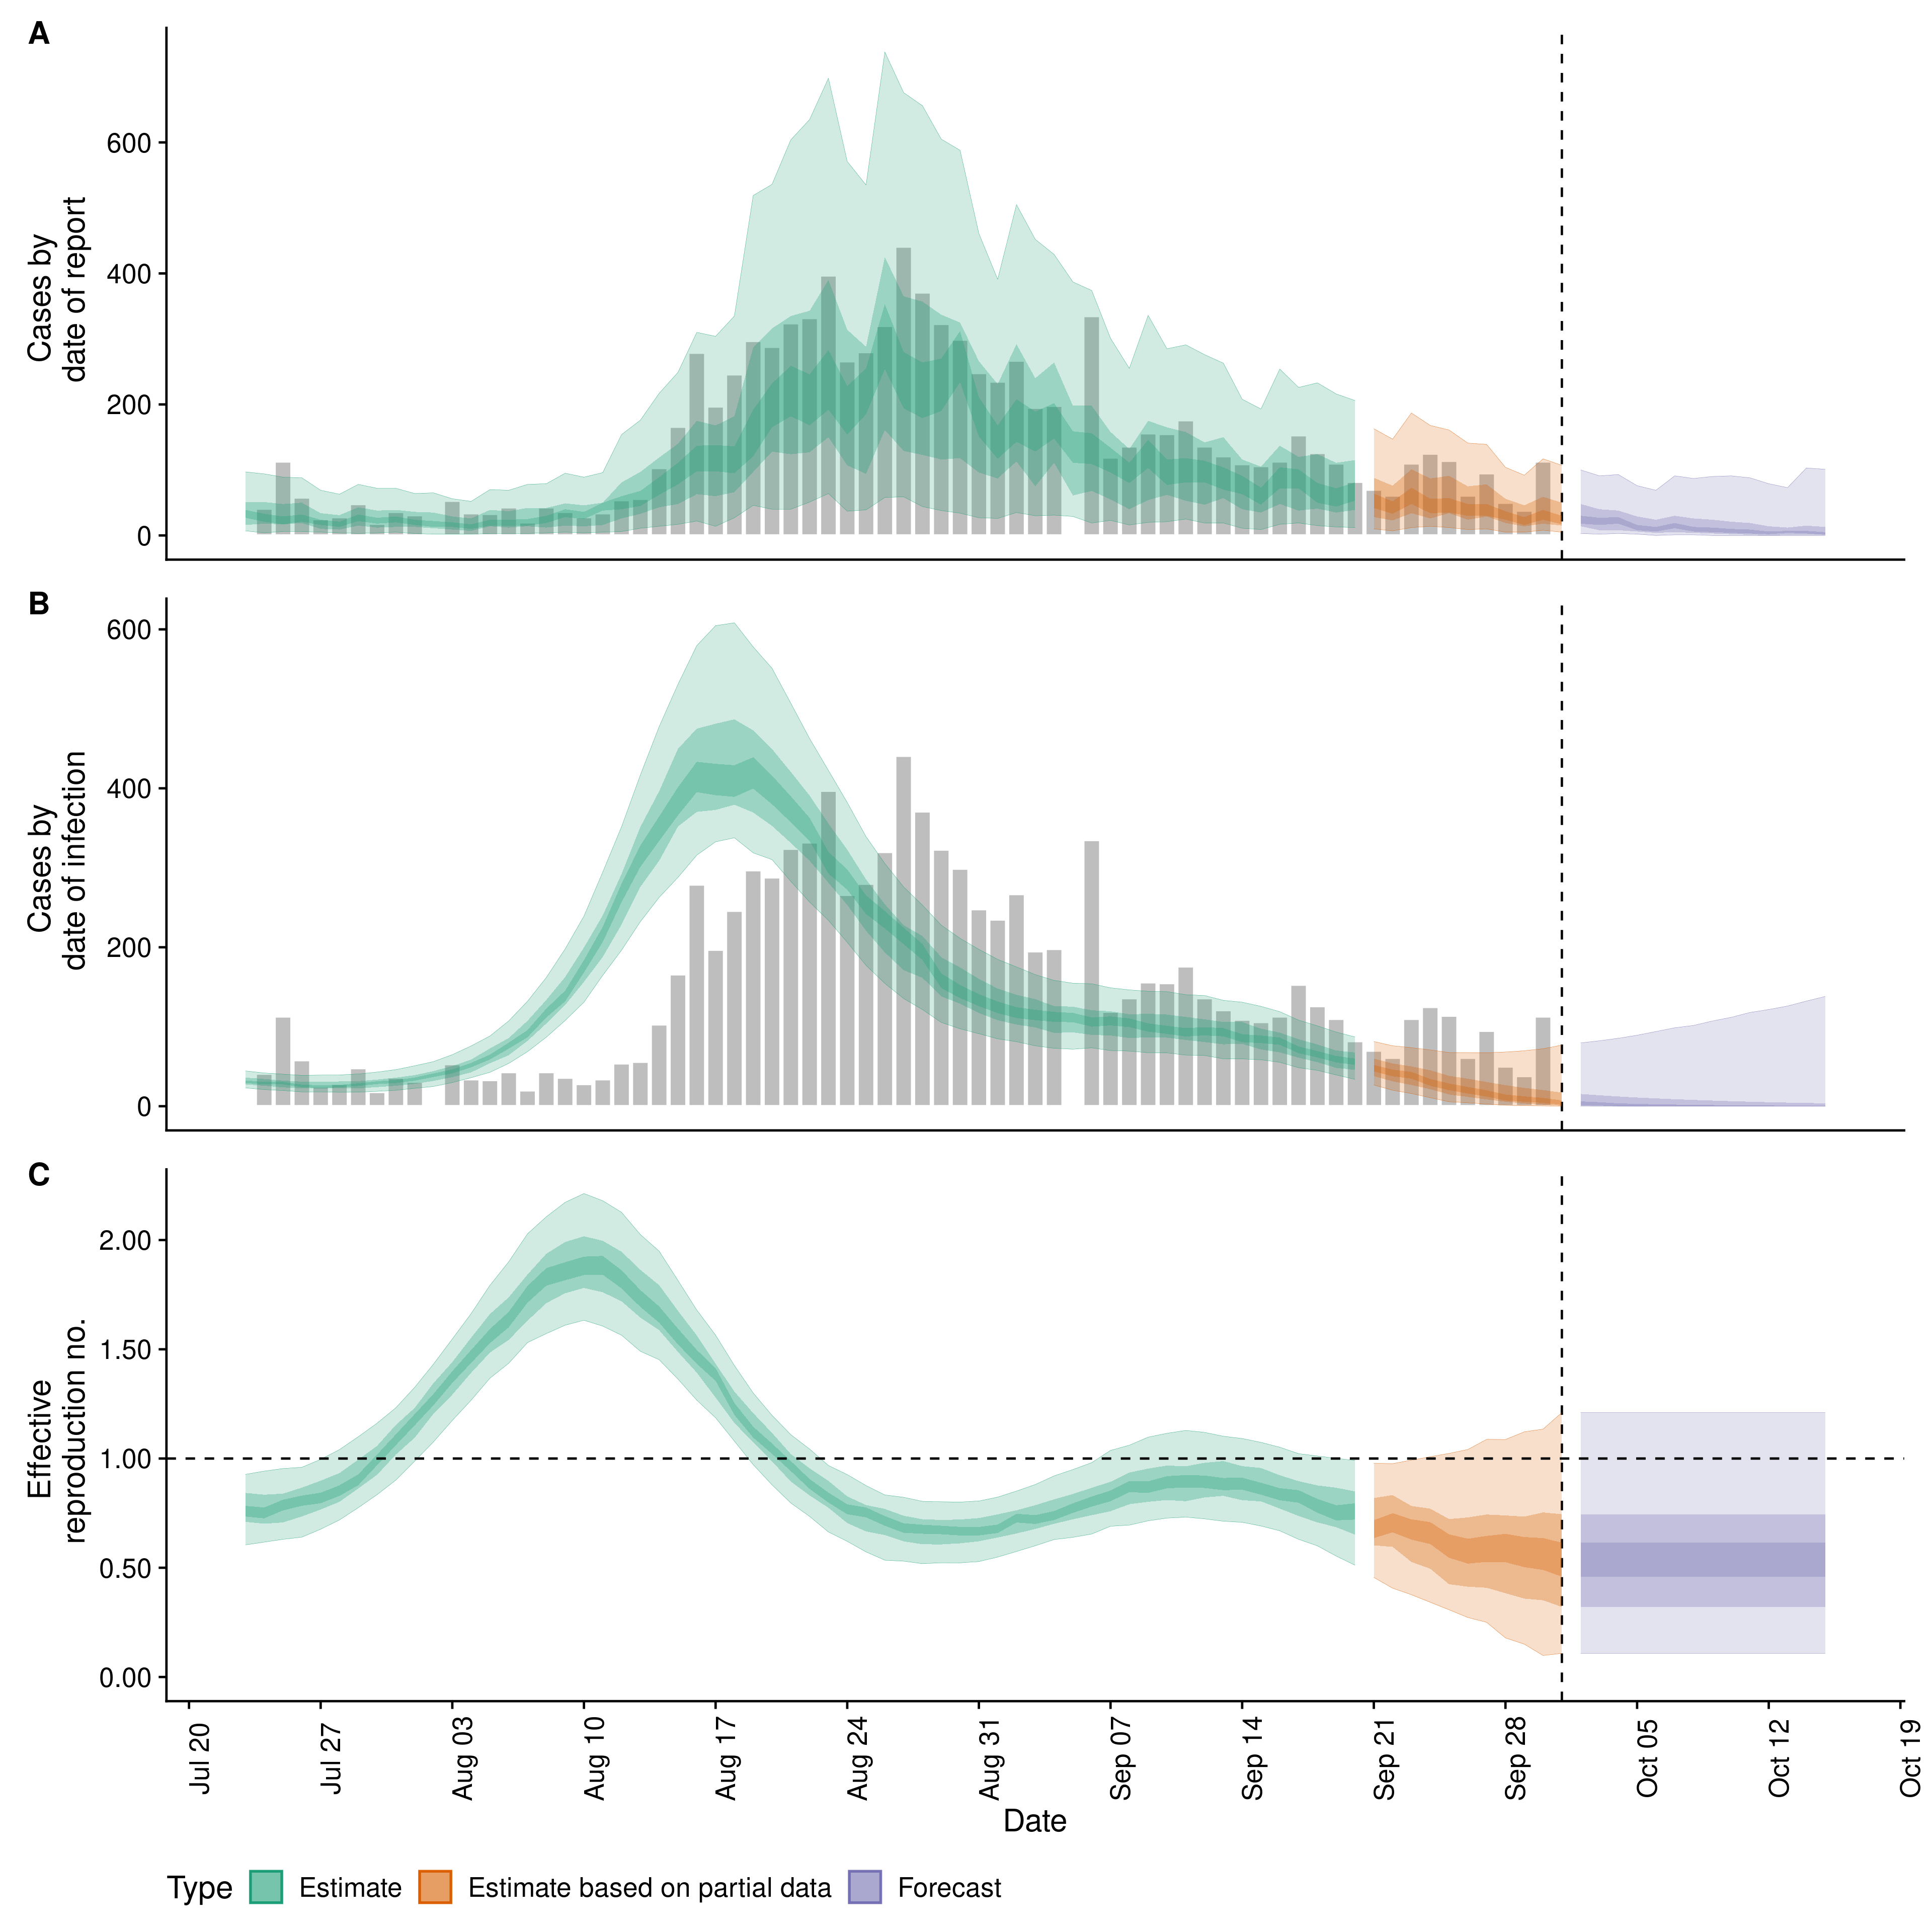 A
Cases by
date of report
600
400
200
0
B
Cases by
date of infection
600
400
200
0
C
Effective
reproduction no.
2.00
1.50
1.00
0.50
0.00
Jul 20
Jul 27
Aug 03
Aug 10
Aug 17
Aug 24
Aug 31
Sep 07
Sep 14
Sep 21
Sep 28
Oct 05
Oct 12
Oct 19
Date
Type Estimate Estimate based on partial data Forecast